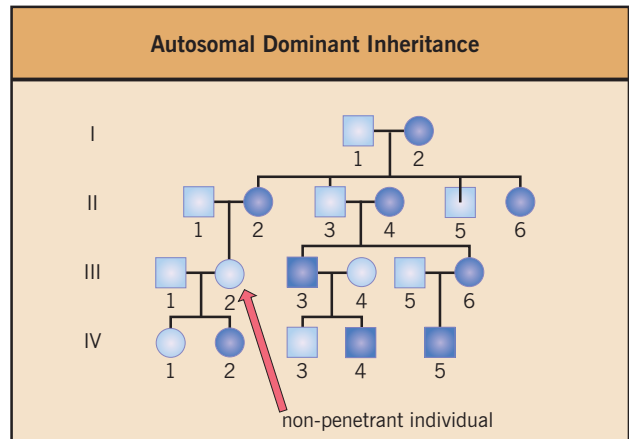 Autosomal Dominant Inheritance
I
1 2
II
1 2 3 4 5 6
III
1 2 3 4 5 6
IV
1 2 3 4 5
non-penetrant individual